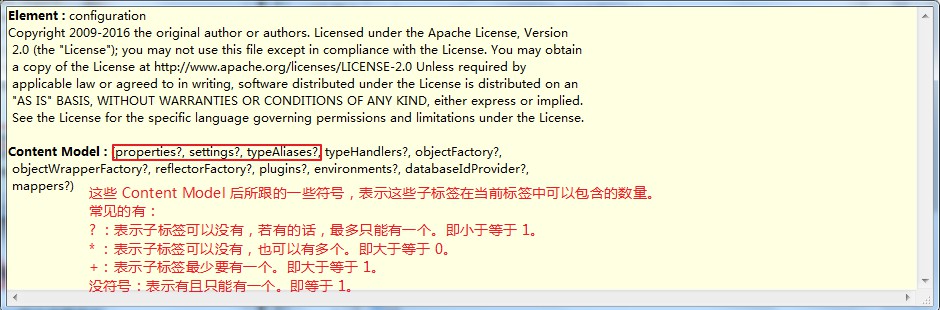 Element : configuration
Copyright 2009-2016 the original author or authors. Licensed under the Apache License, Version
2.0 (the "License"); you may not use this file except in compliance with the License. You may obtain
a copy of the License at http://www.apache.org/licenses/LICENSE-2.0 Unless required by
applicable law or agreed to in writing, software distributed under the License is distributed on an
"AS IS" BASIS, WITHOUT WARRANTIES OR CONDITIONS OF ANY KIND, either express or implied.
See the License for the specific language governing permissions and limitations under the License.
Content Model : (properties?, settings?, typeAliases?, typeHandlers?, objectFactory?,
objectWrapperFactory?, reflectorFactory?, plugins?, environments?, databaseIdProvider?,
mappers?)
这些 Content Model 后所跟的一些符号，表示这些子标签在当前标签中可以包含的数量。
常见的有：
? ：表示子标签可以没有，若有的话，最多只能有一个。即小于等于 1。
* ：表示子标签可以没有，也可以有多个。即大于等于 0。
+：表示子标签最少要有一个。即大于等于 1。
没符号：表示有且只能有一个。即等于 1。